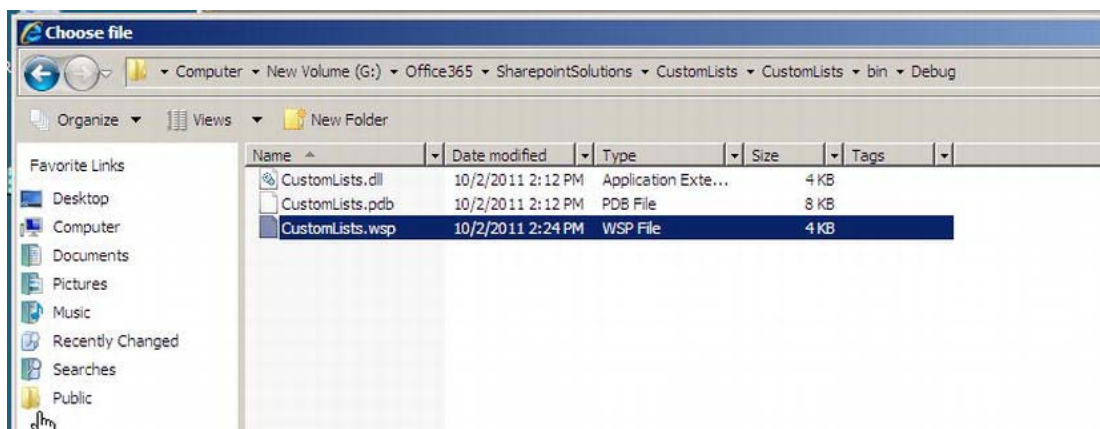 Choose file
Computer New Volume (G:) Office365 SharepointSolutions CustomLists CustomLists bin Debug
Organize Views New Folder
Favorite Links
Desktop
Computer
Documents
Pictures
Music
Recently Changed
Searches
Public
Name Date modified Type Size Tags
CustomLists.dll 10/2/2011 2:12 PM Application Exte... 4 KB
CustomLists.pdb 10/2/2011 2:12 PM PDB File 8 KB
CustomLists.wsp 10/2/2011 2:24 PM WSP File 4 KB